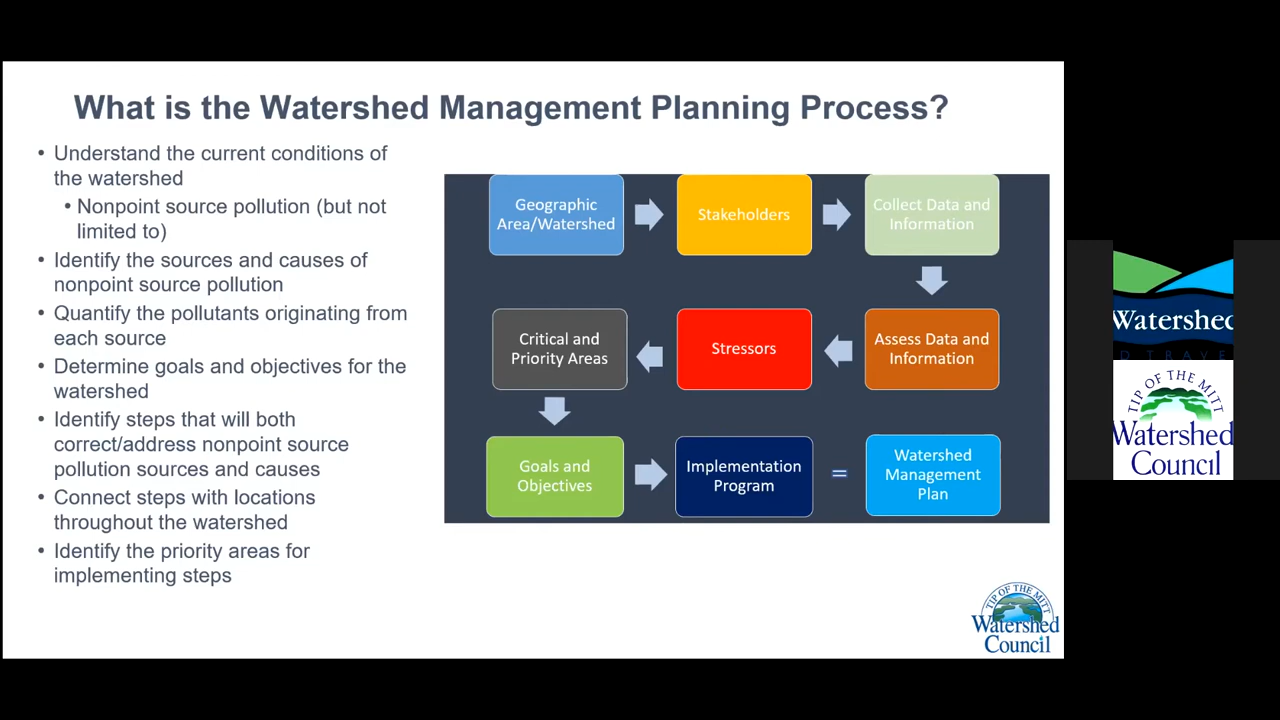 What is the Watershed Management Planning Process?
• Understand the current conditions of
the watershed
• Nonpoint source pollution (but not
limited to)
• Identify the sources and causes of
nonpoint source pollution
• Quantify the pollutants originating from
each source
• Determine goals and objectives for the
watershed
• Identify steps that will both
correct/address nonpoint source
pollution sources and causes
• Connect steps with locations
throughout the watershed
• Identify the priority areas for
implementing steps
Geographic
Area/Watershed
Stakeholders
Collect Data and
Information
Critical and
Priority Areas
Stressors
Assess Data and
Information
Goals and
Objectives
Implementation
Program
=
Watershed
Management
Plan
TIP OF THE MITT
Watershed
Council
Watershed
D TRAVE
TIP OF THE MITT
Watershed
Council